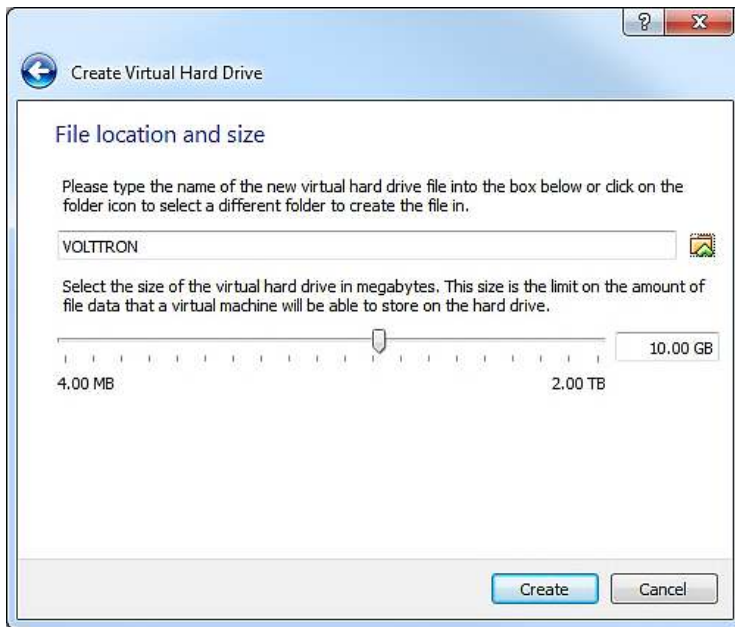 ?
Create Virtual Hard Drive
File location and size
Please type the name of the new virtual hard drive file into the box below or click on the
folder icon to select a different folder to create the file in.
VOLTTRON
Select the size of the virtual hard drive in megabytes. This size is the limit on the amount of
file data that a virtual machine will be able to store on the hard drive.
10.00 GB
4.00 MB
2.00 TB
Create
Cancel